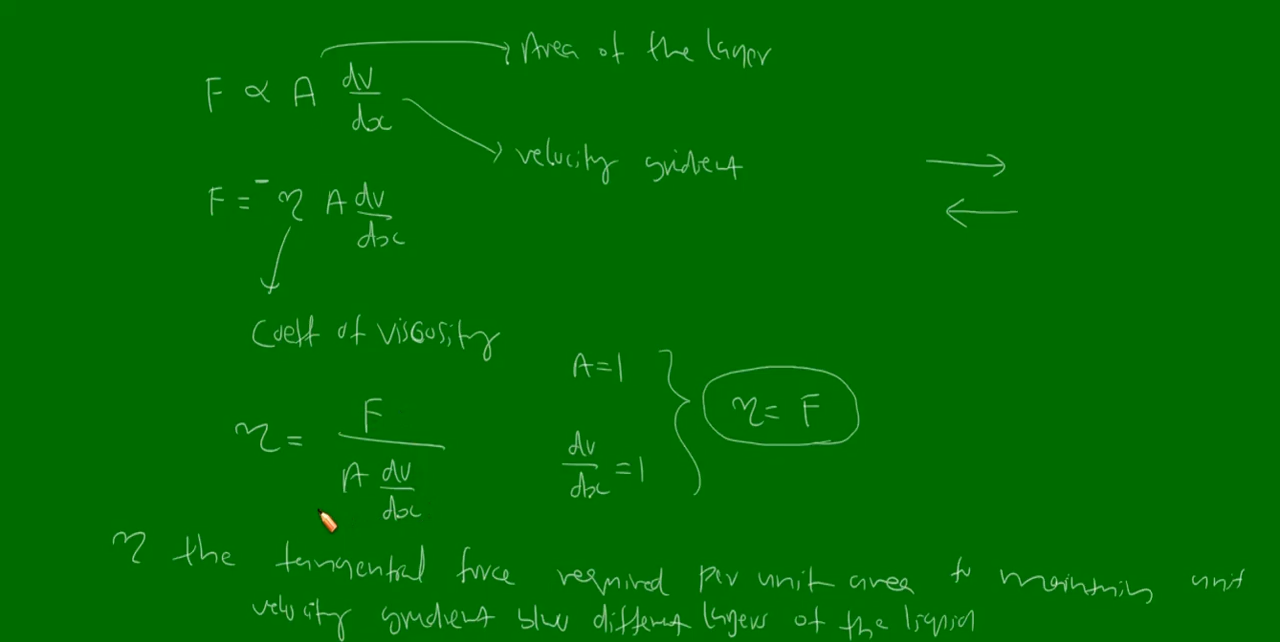 Area of the layer
F ∝ A dv/dx
velocity gridient
F = - η A dv/dx
Coeff of viscosity
A = 1
η = F
η = F / A dv/dx
dv/dx = 1
η the tangential force required per unit area to maintain unit
velocity gradient b/w different layers of the liquid